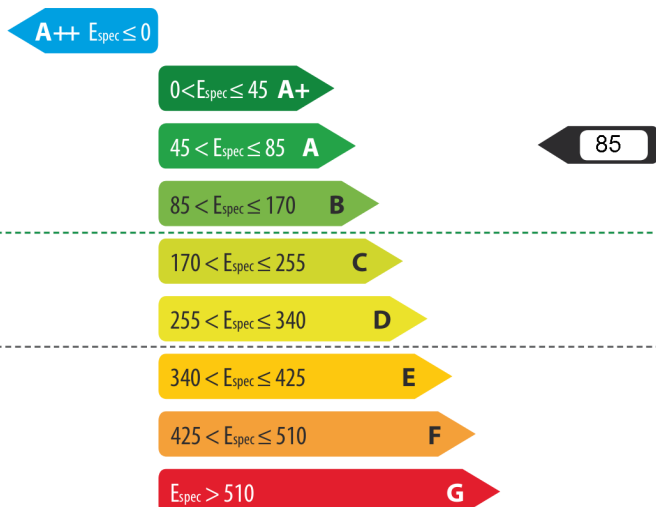 A++ Espec ≤ 0
0<Espec ≤ 45 A+
45 < Espec ≤ 85 A
85
85 < Espec ≤ 170 B
170 < Espec ≤ 255 C
255 < Espec ≤ 340 D
340 < Espec ≤ 425 E
425 < Espec ≤ 510 F
Espec > 510 G